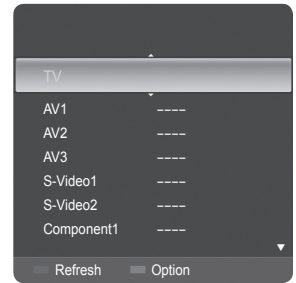 TV
AV1 ----
AV2 ----
AV3 ----
S-Video1 ----
S-Video2 ----
Component1 ----
Refresh Option